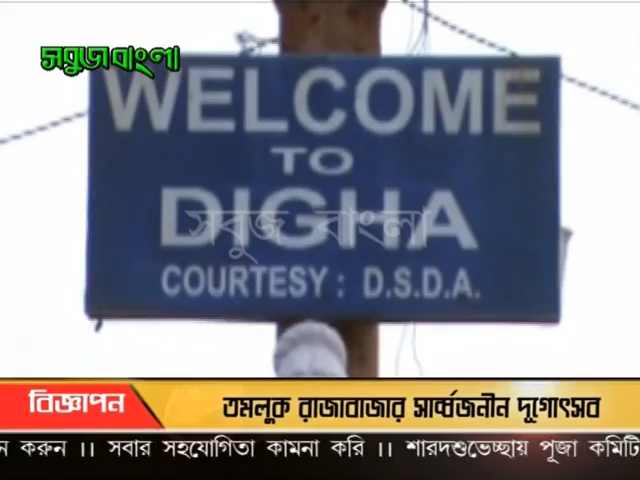 সবুজ বাংলা
WELCOME
TO
DIGHA
সবুজ বাংলা
COURTESY : D.S.D.A.
বিজ্ঞাপন
তমলুক রাজাবাজার সার্ব্বজনীন দূর্গোৎসব
ন করুন ।। সবার সহযোগিতা কামনা করি ।। শারদশুভেচ্ছায় পূজা কমিটি